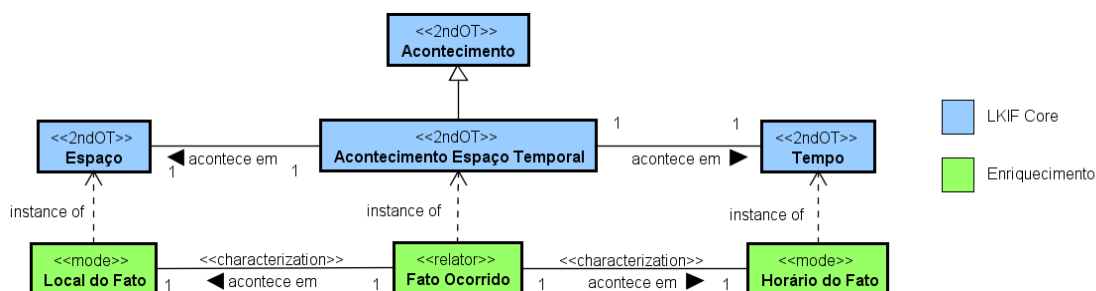 <<2ndOT>>
Acontecimento
<<2ndOT>>
Espaço
1
acontece em
1
<<2ndOT>>
Acontecimento Espaço Temporal
1
acontece em
1
<<2ndOT>>
Tempo
LKIF Core
Enriquecimento
instance of
instance of
instance of
<<mode>>
Local do Fato
1
<<characterization>>
acontece em
1
<<relator>>
Fato Ocorrido
1
<<characterization>>
acontece em
1
<<mode>>
Horário do Fato